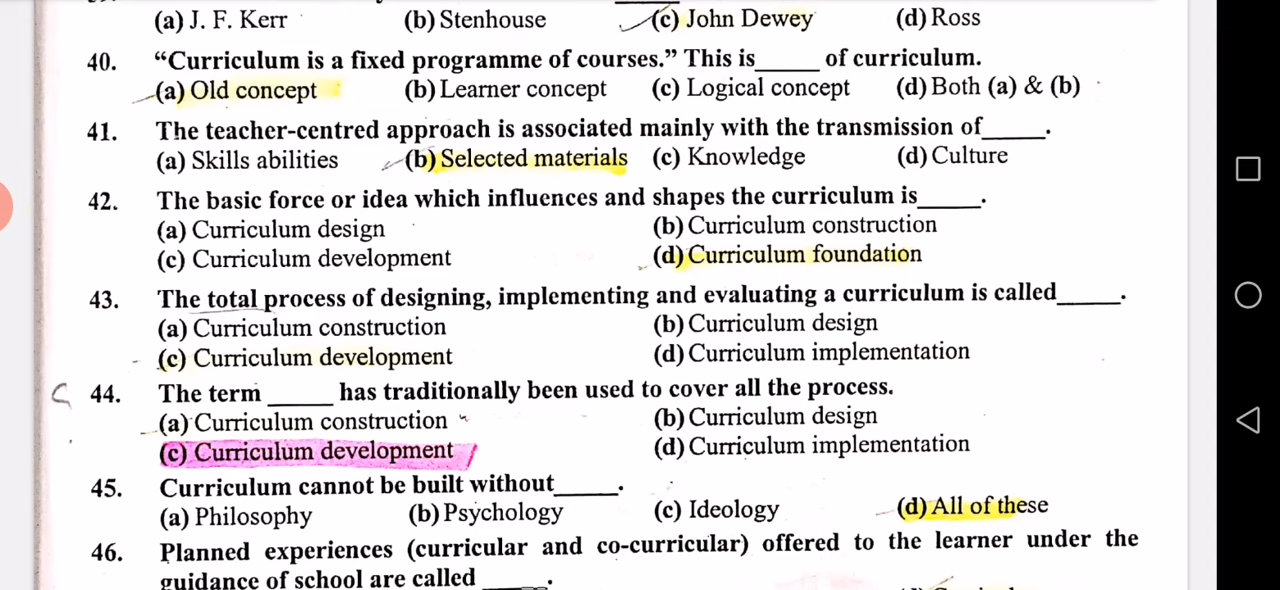 (a) J. F. Kerr (b) Stenhouse (c) John Dewey (d) Ross
40. “Curriculum is a fixed programme of courses.” This is_____ of curriculum.
(a) Old concept (b) Learner concept (c) Logical concept (d) Both (a) & (b)
41. The teacher-centred approach is associated mainly with the transmission of_____.
(a) Skills abilities (b) Selected materials (c) Knowledge (d) Culture
42. The basic force or idea which influences and shapes the curriculum is_____.
(a) Curriculum design (b) Curriculum construction
(c) Curriculum development (d) Curriculum foundation
43. The total process of designing, implementing and evaluating a curriculum is called_____.
(a) Curriculum construction (b) Curriculum design
(c) Curriculum development (d) Curriculum implementation
44. The term _____ has traditionally been used to cover all the process.
(a) Curriculum construction (b) Curriculum design
(c) Curriculum development (d) Curriculum implementation
45. Curriculum cannot be built without_____.
(a) Philosophy (b) Psychology (c) Ideology (d) All of these
46. Planned experiences (curricular and co-curricular) offered to the learner under the
guidance of school are called _____.